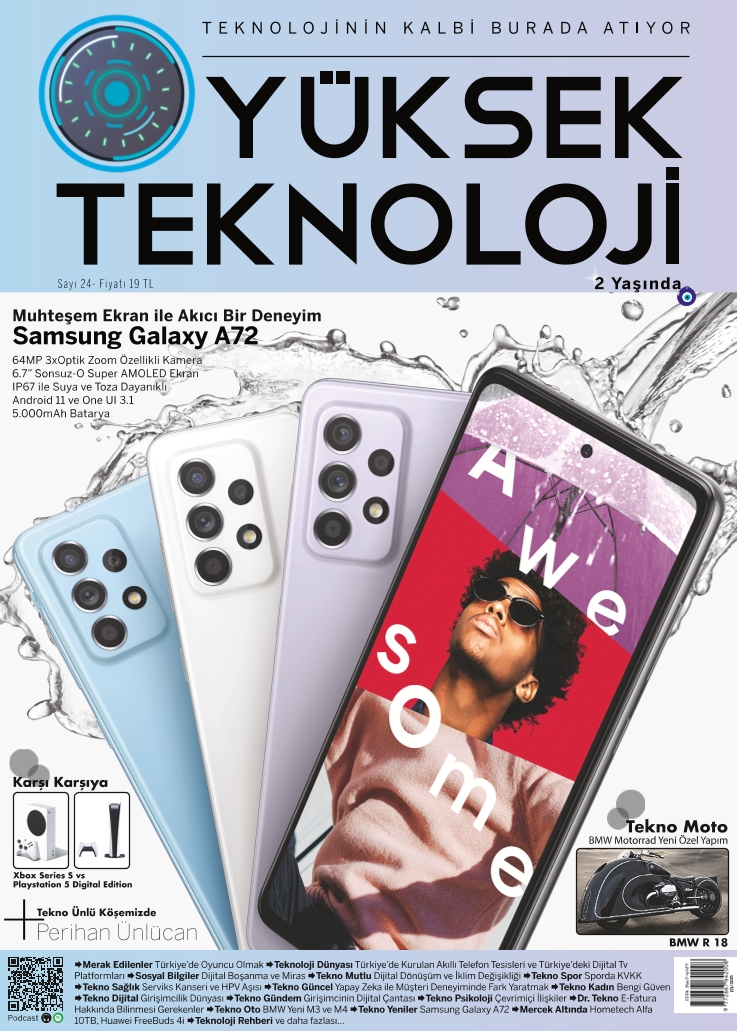 TEKNOLOJİNİN KALBİ BURADA ATIYOR
YÜKSEK
TEKNOLOJİ
Sayı 24- Fiyatı 19 TL
2 Yaşında
Muhteşem Ekran ile Akıcı Bir Deneyim
Samsung Galaxy A72
64MP 3xOptik Zoom Özellikli Kamera
6.7” Sonsuz-O Super AMOLED Ekran
IP67 ile Suya ve Toza Dayanıklı
Android 11 ve One UI 3.1
5.000mAh Batarya
A
w
e
s
O
m
e
Karşı Karşıya
Xbox Series S vs
Playstation 5 Digital Edition
Tekno Ünlü Köşemizde
Perihan Ünlücan
Tekno Moto
BMW Motorrad Yeni Özel Yapım
BMW R 18
Podcast
➡Merak Edilenler Türkiye'de Oyuncu Olmak ➡Teknoloji Dünyası Türkiye'de Kurulan Akıllı Telefon Tesisleri ve Türkiye'deki Dijital Tv
Platformları ➡Sosyal Bilgiler Dijital Boşanma ve Miras ➡Tekno Mutlu Dijital Dönüşüm ve İklim Değişikliği ➡Tekno Spor Sporda KVKK
➡Tekno Sağlık Serviks Kanseri ve HPV Aşısı ➡Tekno Güncel Yapay Zeka ile Müşteri Deneyiminde Fark Yaratmak ➡Tekno Kadın Bengi Güven
➡Tekno Dijital Girişimcilik Dünyası ➡Tekno Gündem Girişimcinin Dijital Çantası ➡Tekno Psikoloji Çevrimiçi İlişkiler ➡Dr. Tekno E-Fatura
Hakkında Bilinmesi Gerekenler ➡Tekno Oto BMW Yeni M3 ve M4 ➡Tekno Yeniler Samsung Galaxy A72 ➡Mercek Altında Hometech Alfa
10TB, Huawei FreeBuds 4i ➡Teknoloji Rehberi ve daha fazlası...